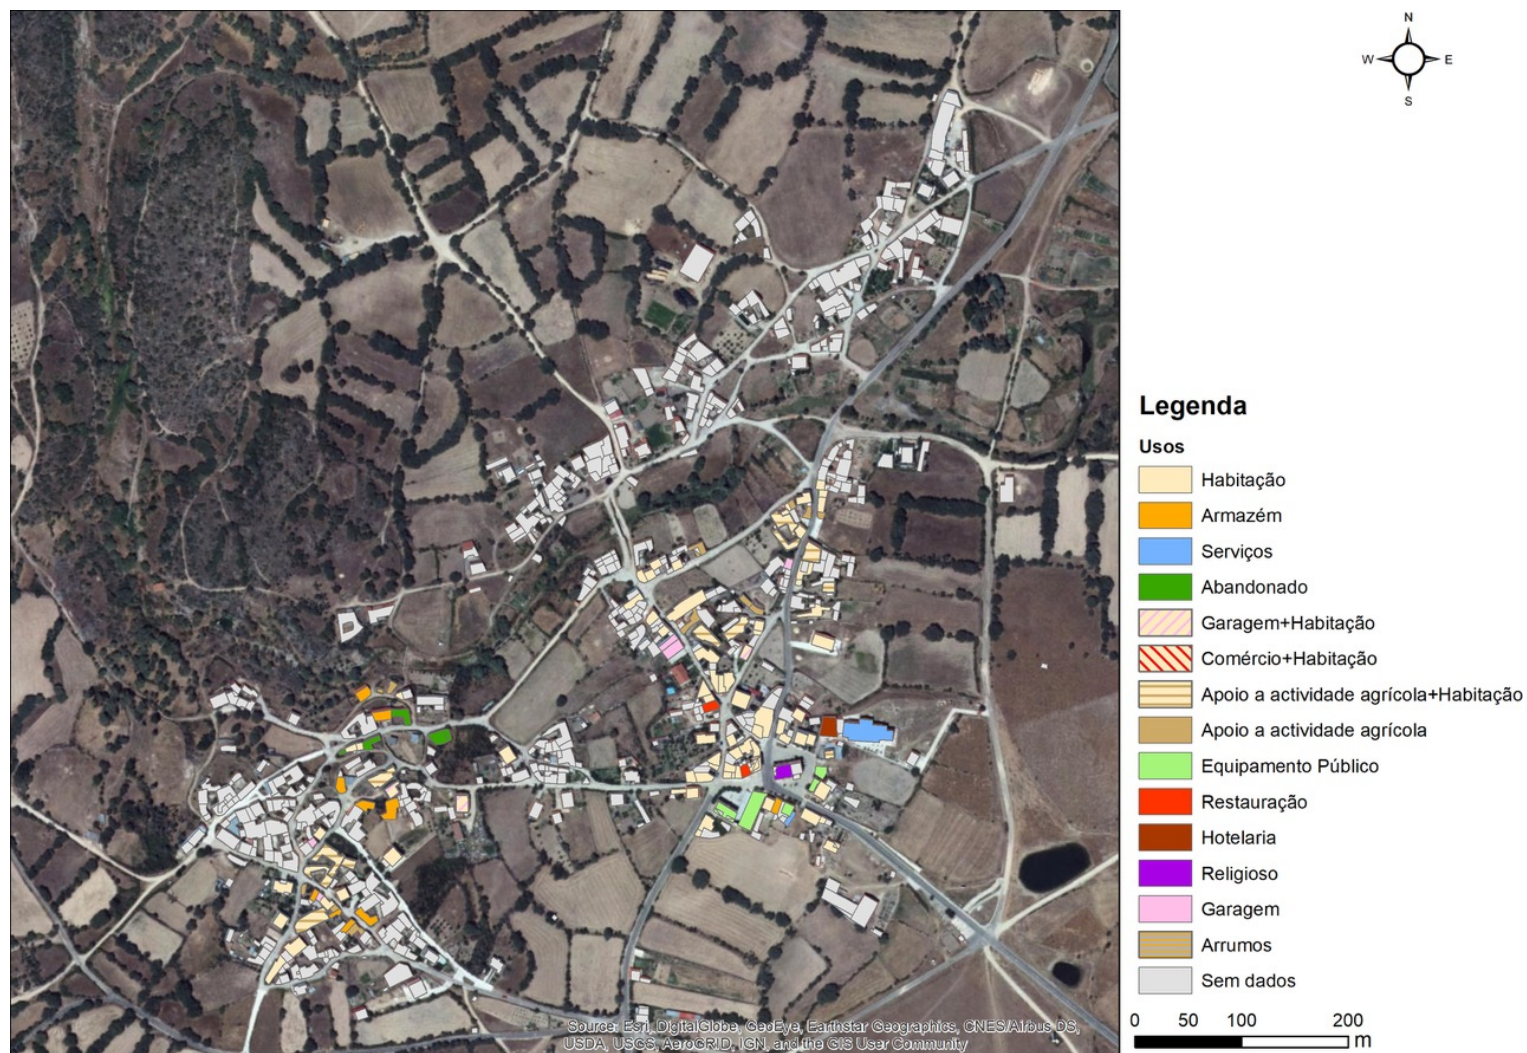 N
W E
S
Legenda
Usos
Habitação
Armazém
Serviços
Abandonado
Garagem+Habitação
Comércio+Habitação
Apoio a actividade agrícola+Habitação
Apoio a actividade agrícola
Equipamento Público
Restauração
Hotelaria
Religioso
Garagem
Arrumos
Sem dados
0 50 100 200
m
Source: Esri, DigitalGlobe, GeoEye, Earthstar Geographics, CNES/Airbus DS,
USDA, USGS, AeroGRID, IGN, and the GIS User Community